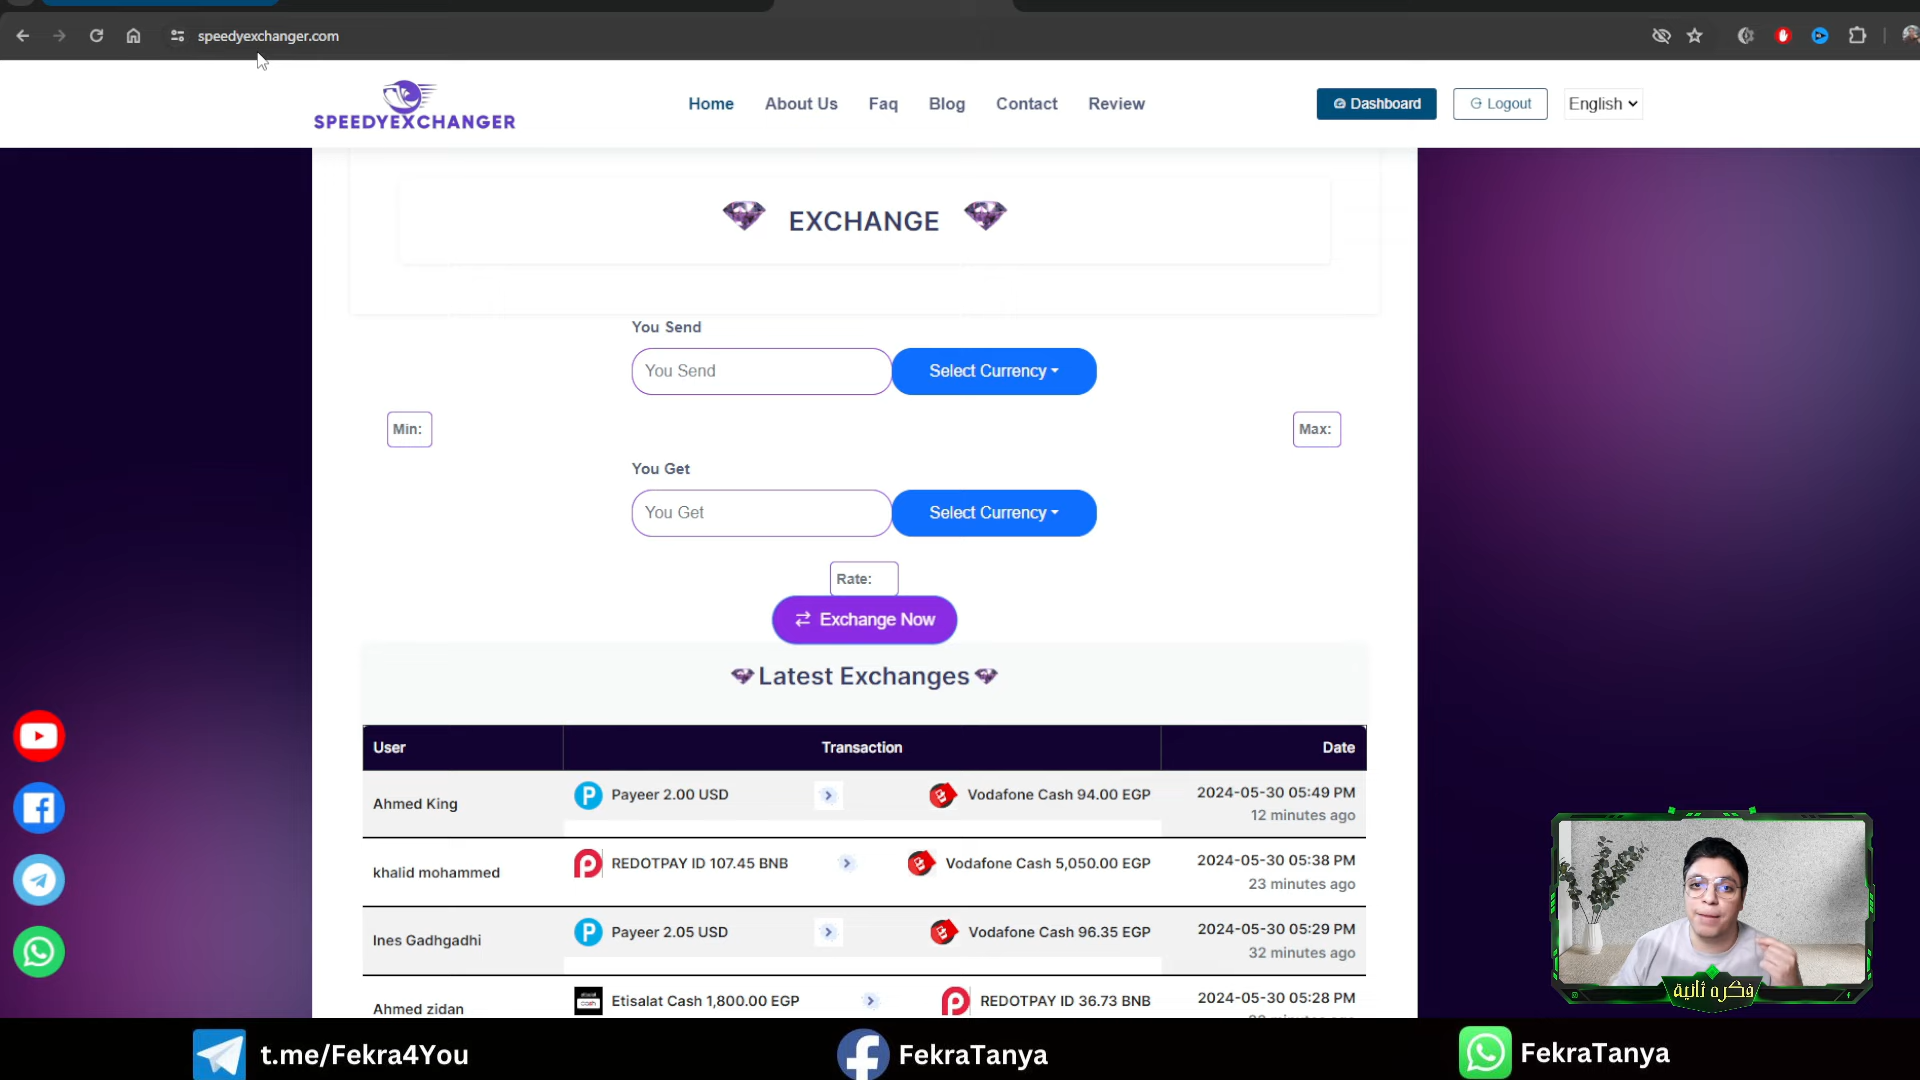 speedyexchanger.com
SPEEDYEXCHANGER
Home
About Us
Faq
Blog
Contact
Review
Dashboard
Logout
English
EXCHANGE
You Send
You Send
Select Currency
Min:
Max:
You Get
You Get
Select Currency
Rate:
Exchange Now
Latest Exchanges
User
Transaction
Date
Ahmed King
Payeer 2.00 USD
Vodafone Cash 94.00 EGP
2024-05-30 05:49 PM
12 minutes ago
khalid mohammed
REDOTPAY ID 107.45 BNB
Vodafone Cash 5,050.00 EGP
2024-05-30 05:38 PM
23 minutes ago
Ines Gadhgadhi
Payeer 2.05 USD
Vodafone Cash 96.35 EGP
2024-05-30 05:29 PM
32 minutes ago
Ahmed zidan
Etisalat Cash 1,800.00 EGP
REDOTPAY ID 36.73 BNB
2024-05-30 05:28 PM
فكره ثانية
t.me/Fekra4You
FekraTanya
FekraTanya